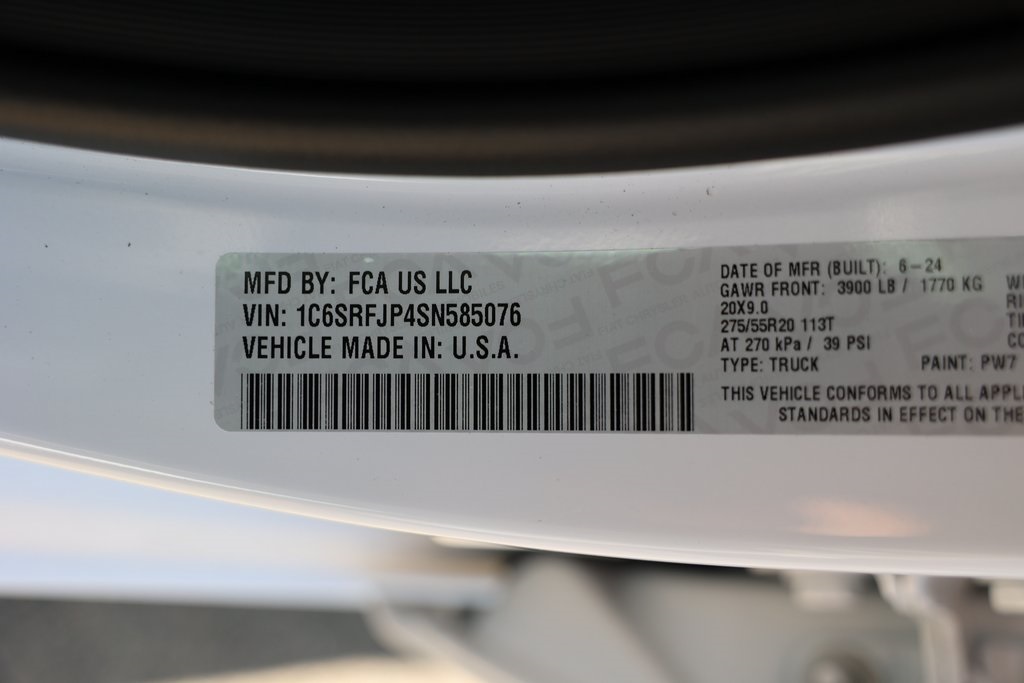 MFD BY: FCA US LLC
VIN: 1C6SRFJP4SN585076
VEHICLE MADE IN: U.S.A.
DATE OF MFR (BUILT): 6-24
GAWR FRONT: 3900 LB / 1770 KG
20X9.0
275/55R20 113T
AT 270 kPa / 39 PSI
TYPE: TRUCK PAINT: PW7
THIS VEHICLE CONFORMS TO ALL APPL
STANDARDS IN EFFECT ON THE